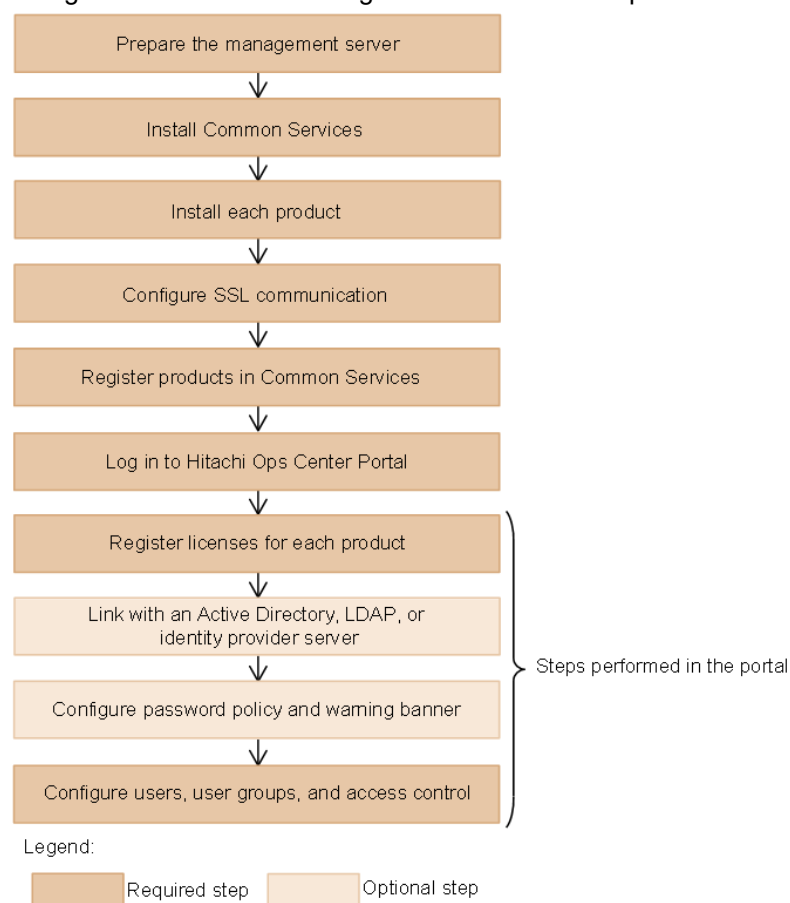 Prepare the management server
Install Common Services
Install each product
Configure SSL communication
Register products in Common Services
Log in to Hitachi Ops Center Portal
Register licenses for each product
Link with an Active Directory, LDAP, or
identity provider server
Configure password policy and warning banner
Configure users, user groups, and access control
Steps performed in the portal
Legend:
Required step
Optional step